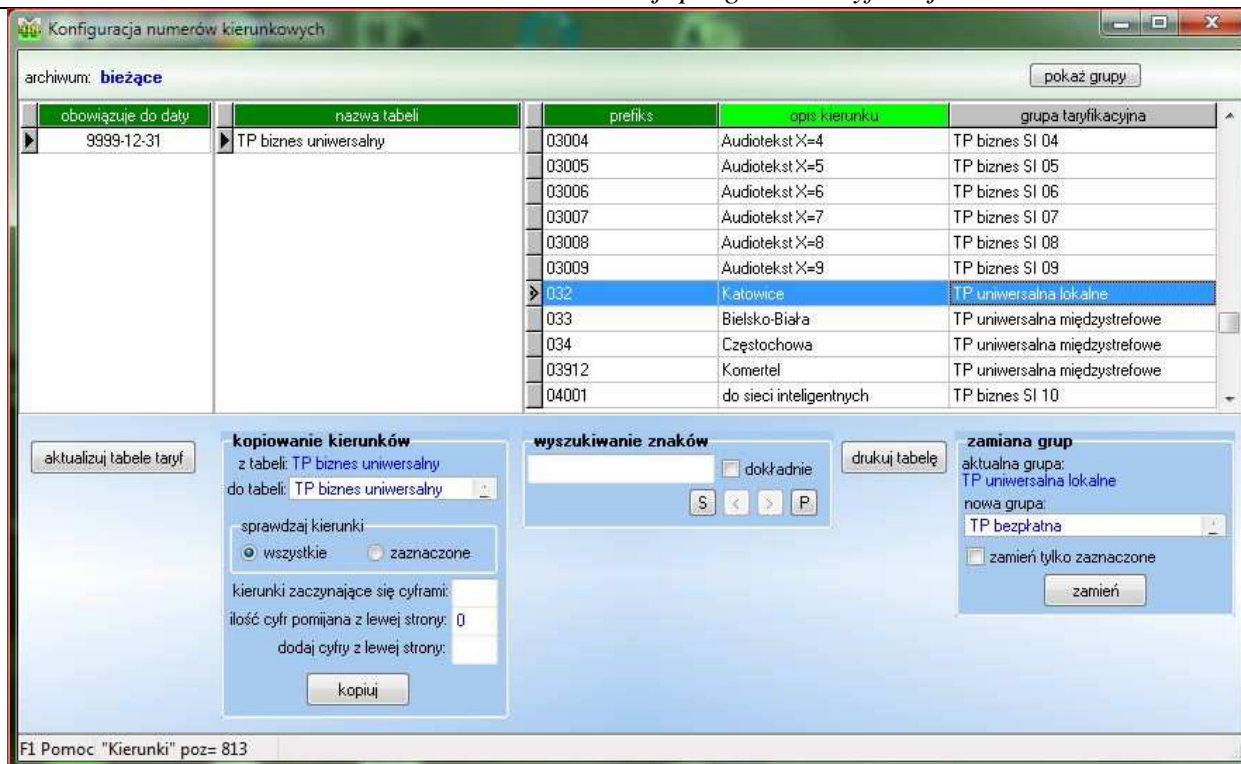 Konfiguracja numerów kierunkowych
archiwum: bieżące
pokaż grupy
obowiązuje do daty nazwa tabeli prefiks opis kierunku grupa taryfikacyjna
9999-12-31 TP biznes uniwersalny 03004 Audiotekst X=4 TP biznes SI 04
03005 Audiotekst X=5 TP biznes SI 05
03006 Audiotekst X=6 TP biznes SI 06
03007 Audiotekst X=7 TP biznes SI 07
03008 Audiotekst X=8 TP biznes SI 08
03009 Audiotekst X=9 TP biznes SI 09
032 Katowice TP uniwersalna lokalne
033 Bielsko-Biała TP uniwersalna międzystrefowe
034 Częstochowa TP uniwersalna międzystrefowe
03912 Komertel TP uniwersalna międzystrefowe
04001 do sieci inteligentnych TP biznes SI 10
aktualizuj tabele taryf
kopiowanie kierunków
z tabeli: TP biznes uniwersalny
do tabeli: TP biznes uniwersalny
sprawdzaj kierunki
wszystkie zaznaczone
kierunki zaczynające się cyframi:
ilość cyfr pomijana z lewej strony: 0
dodaj cyfry z lewej strony:
kopiuj
wyszukiwanie znaków
dokładnie
S < > P
drukuj tabelę
zamiana grup
aktualna grupa:
TP uniwersalna lokalne
nowa grupa:
TP bezpłatna
zamień tylko zaznaczone
zamień
F1 Pomoc "Kierunki" poz= 813